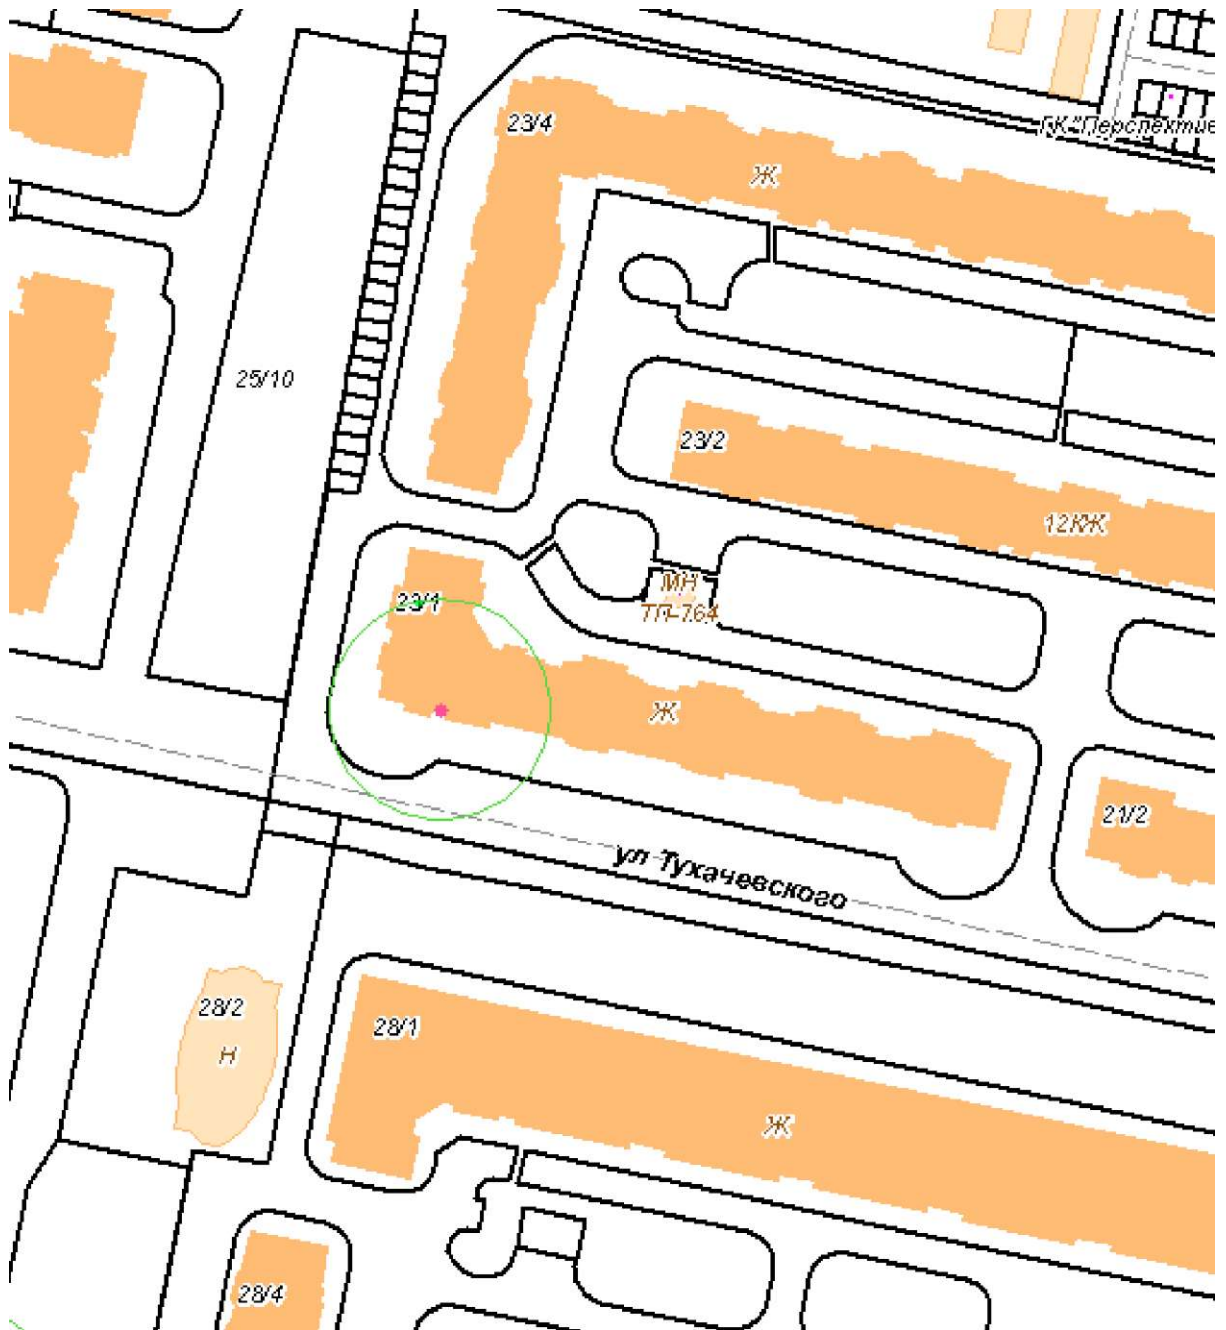 23/4
ГК "Перспектив
Ж
25/10
23/2
12КЖ
МН
23/1
ТП-764
Ж
21/2
ул Тухачевского
28/2
28/1
Н
Ж
28/4